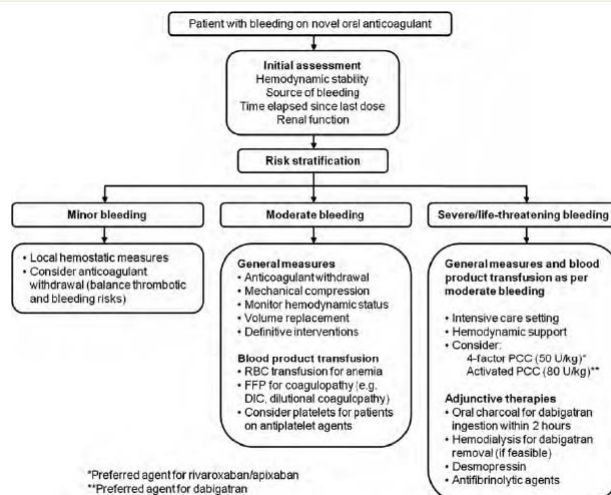 Patient with bleeding on novel oral anticoagulant
Initial assessment
Hemodynamic stability
Source of bleeding
Time elapsed since last dose
Renal function
Risk stratification
Minor bleeding
• Local hemostatic measures
• Consider anticoagulant
withdrawal (balance thrombotic
and bleeding risks)
Moderate bleeding
General measures
• Anticoagulant withdrawal
• Mechanical compression
• Monitor hemodynamic status
• Volume replacement
• Definitive interventions
Blood product transfusion
• RBC transfusion for anemia
• FFP for coagulopathy (e.g.
DIC, dilutional coagulopathy)
• Consider platelets for patients
on antiplatelet agents
Severe/life-threatening bleeding
General measures and blood
product transfusion as per
moderate bleeding
• Intensive care setting
• Hemodynamic support
• Consider:
4-factor PCC (50 U/kg)*
Activated PCC (80 U/kg)**
Adjunctive therapies
• Oral charcoal for dabigatran
ingestion within 2 hours
• Hemodialysis for dabigatran
removal (if feasible)
• Desmopressin
• Antifibrinolytic agents
*Preferred agent for rivaroxaban/apixaban
**Preferred agent for dabigatran